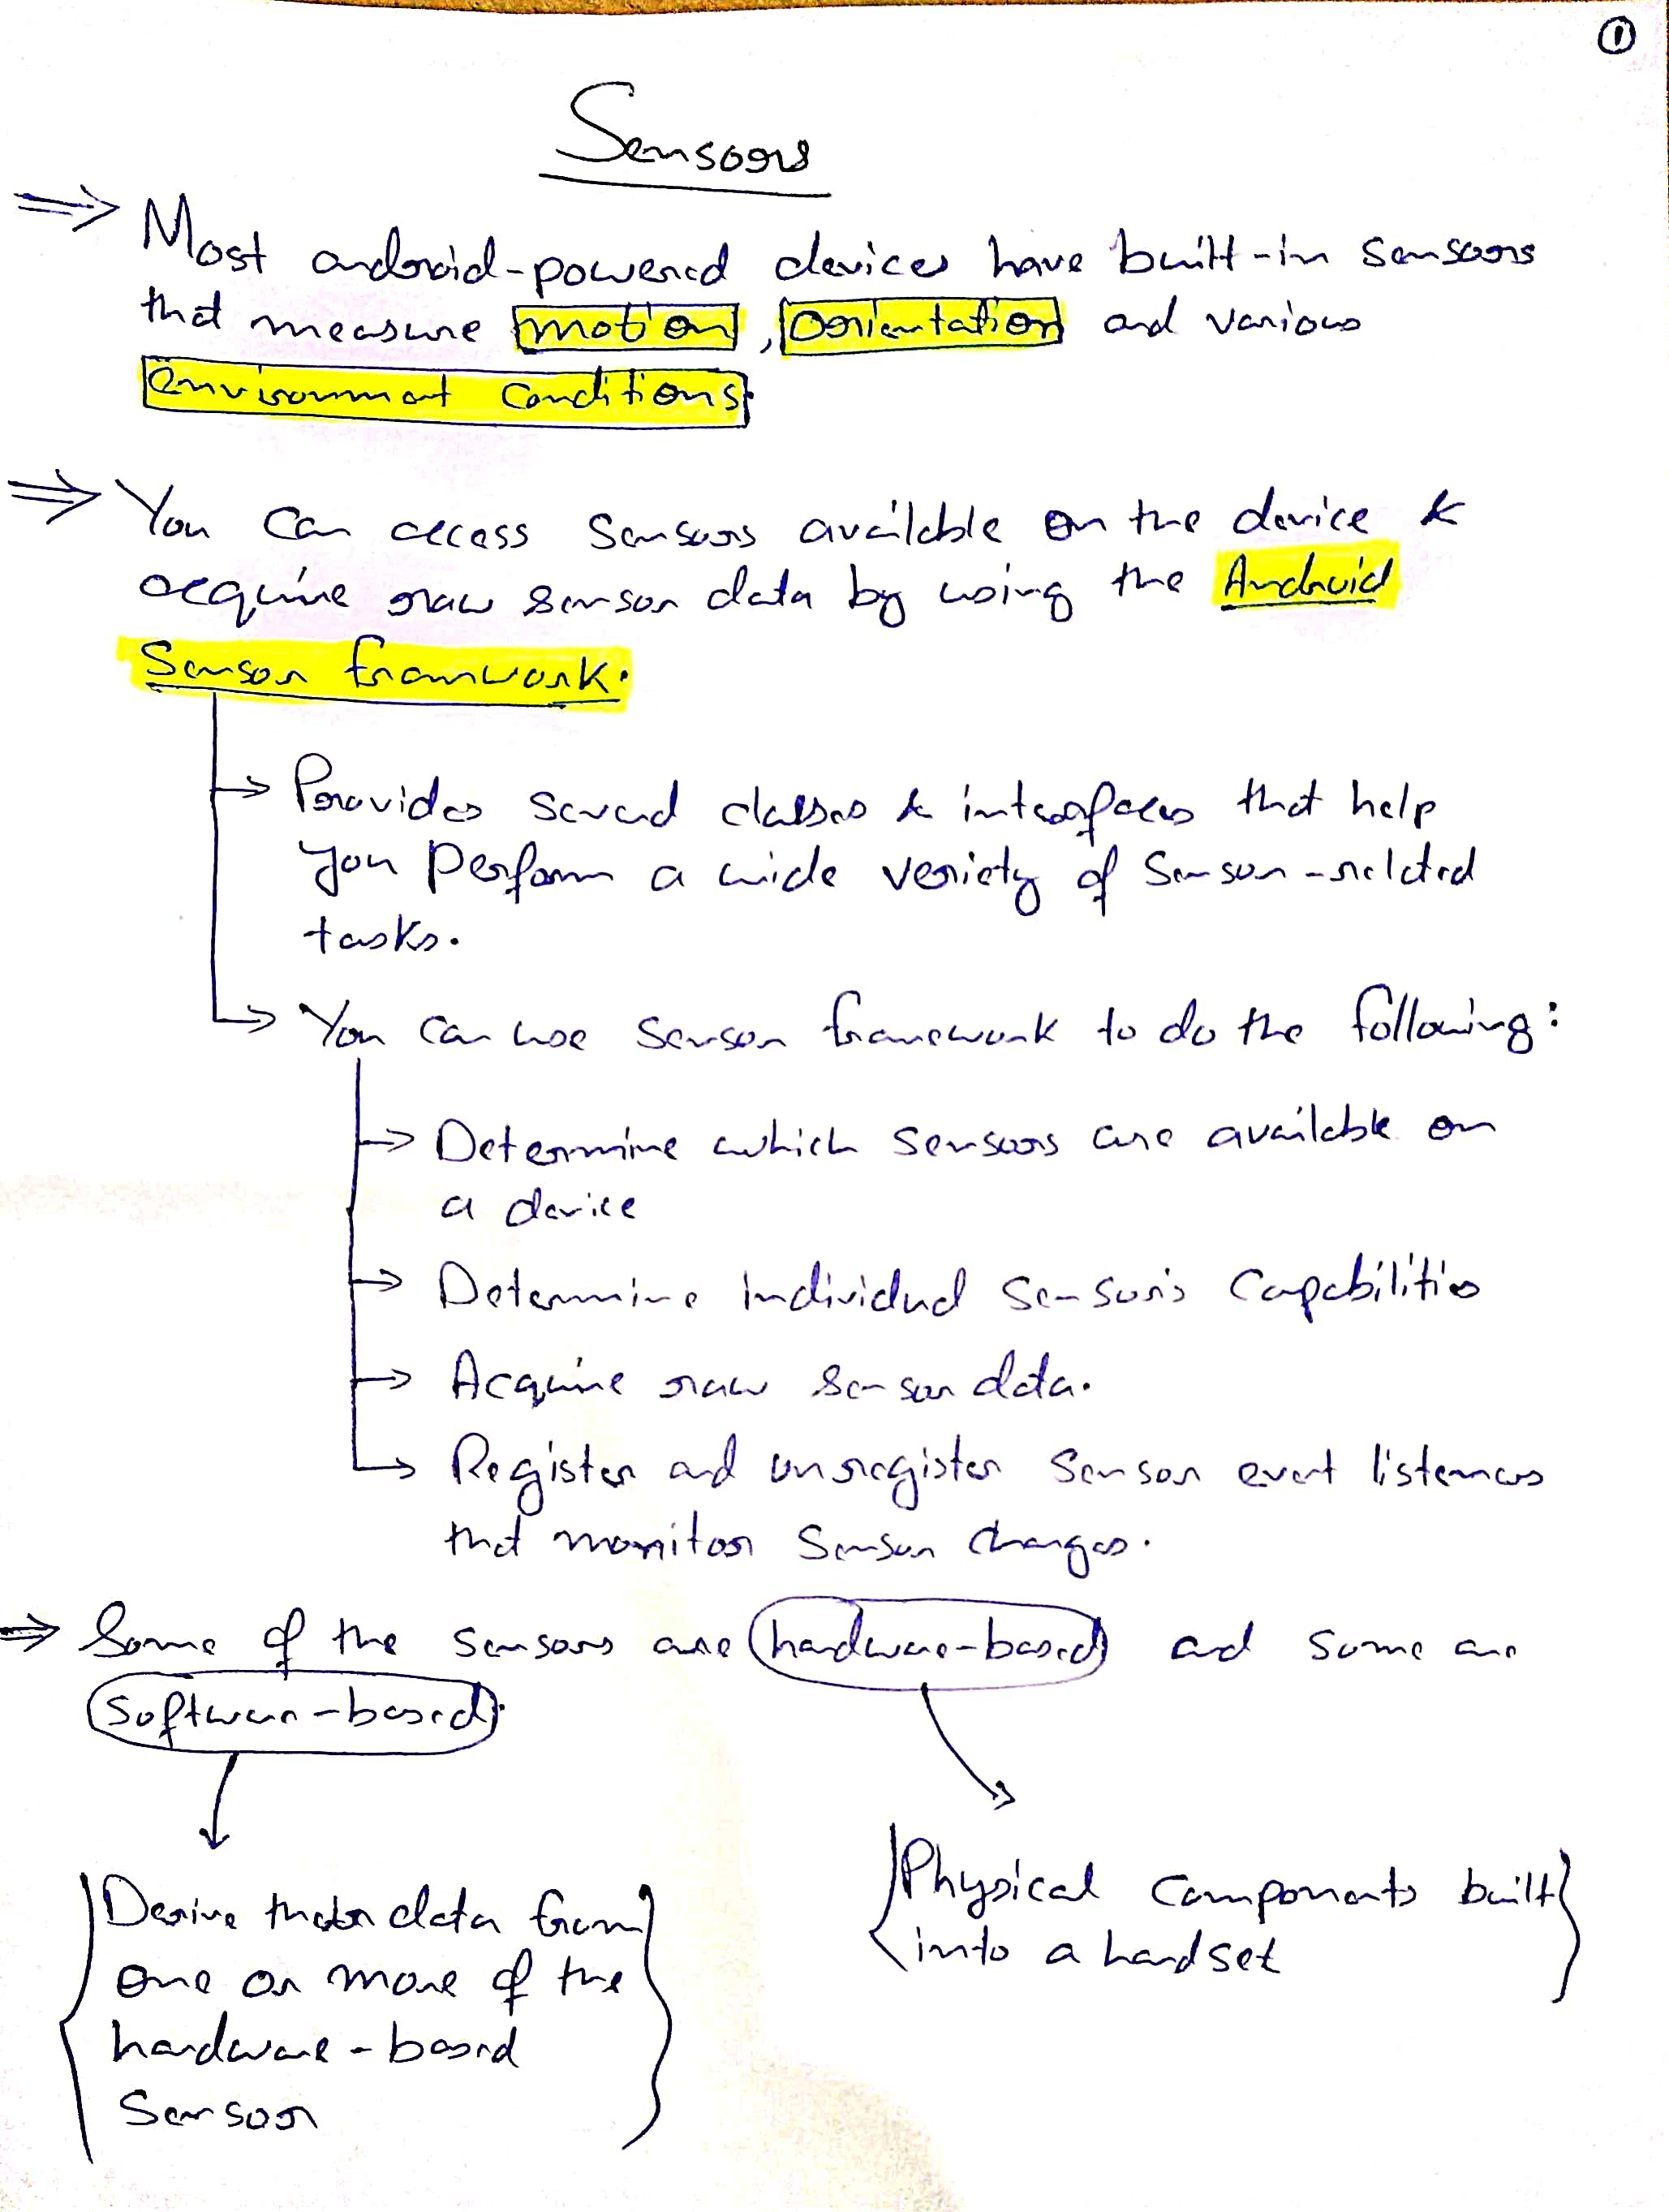 1
Sensors
⇒ Most android-powered devices have built-in sensors
that measure motion, Orientation and various
environment conditions.
⇒ You can access sensors available on the device &
acquire raw sensor data by using the Android
Sensor framwork.
→ Provides several classes & interfaces that help
you perform a wide veriety of sensor-related
tasks.
→ You can use sensor framework to do the following:
→ Determine which sensors are available on
a device
→ Determine Individual sensor's capabilities
→ Acquire raw sensor data.
→ Register and unregister sensor event listeners
that monitor sensor changes.
⇒ Some of the sensors are hardware-based and some are
software-based.
Physical components built
into a handset
Derive their data from
one or more of the
hardware-based
Sensor